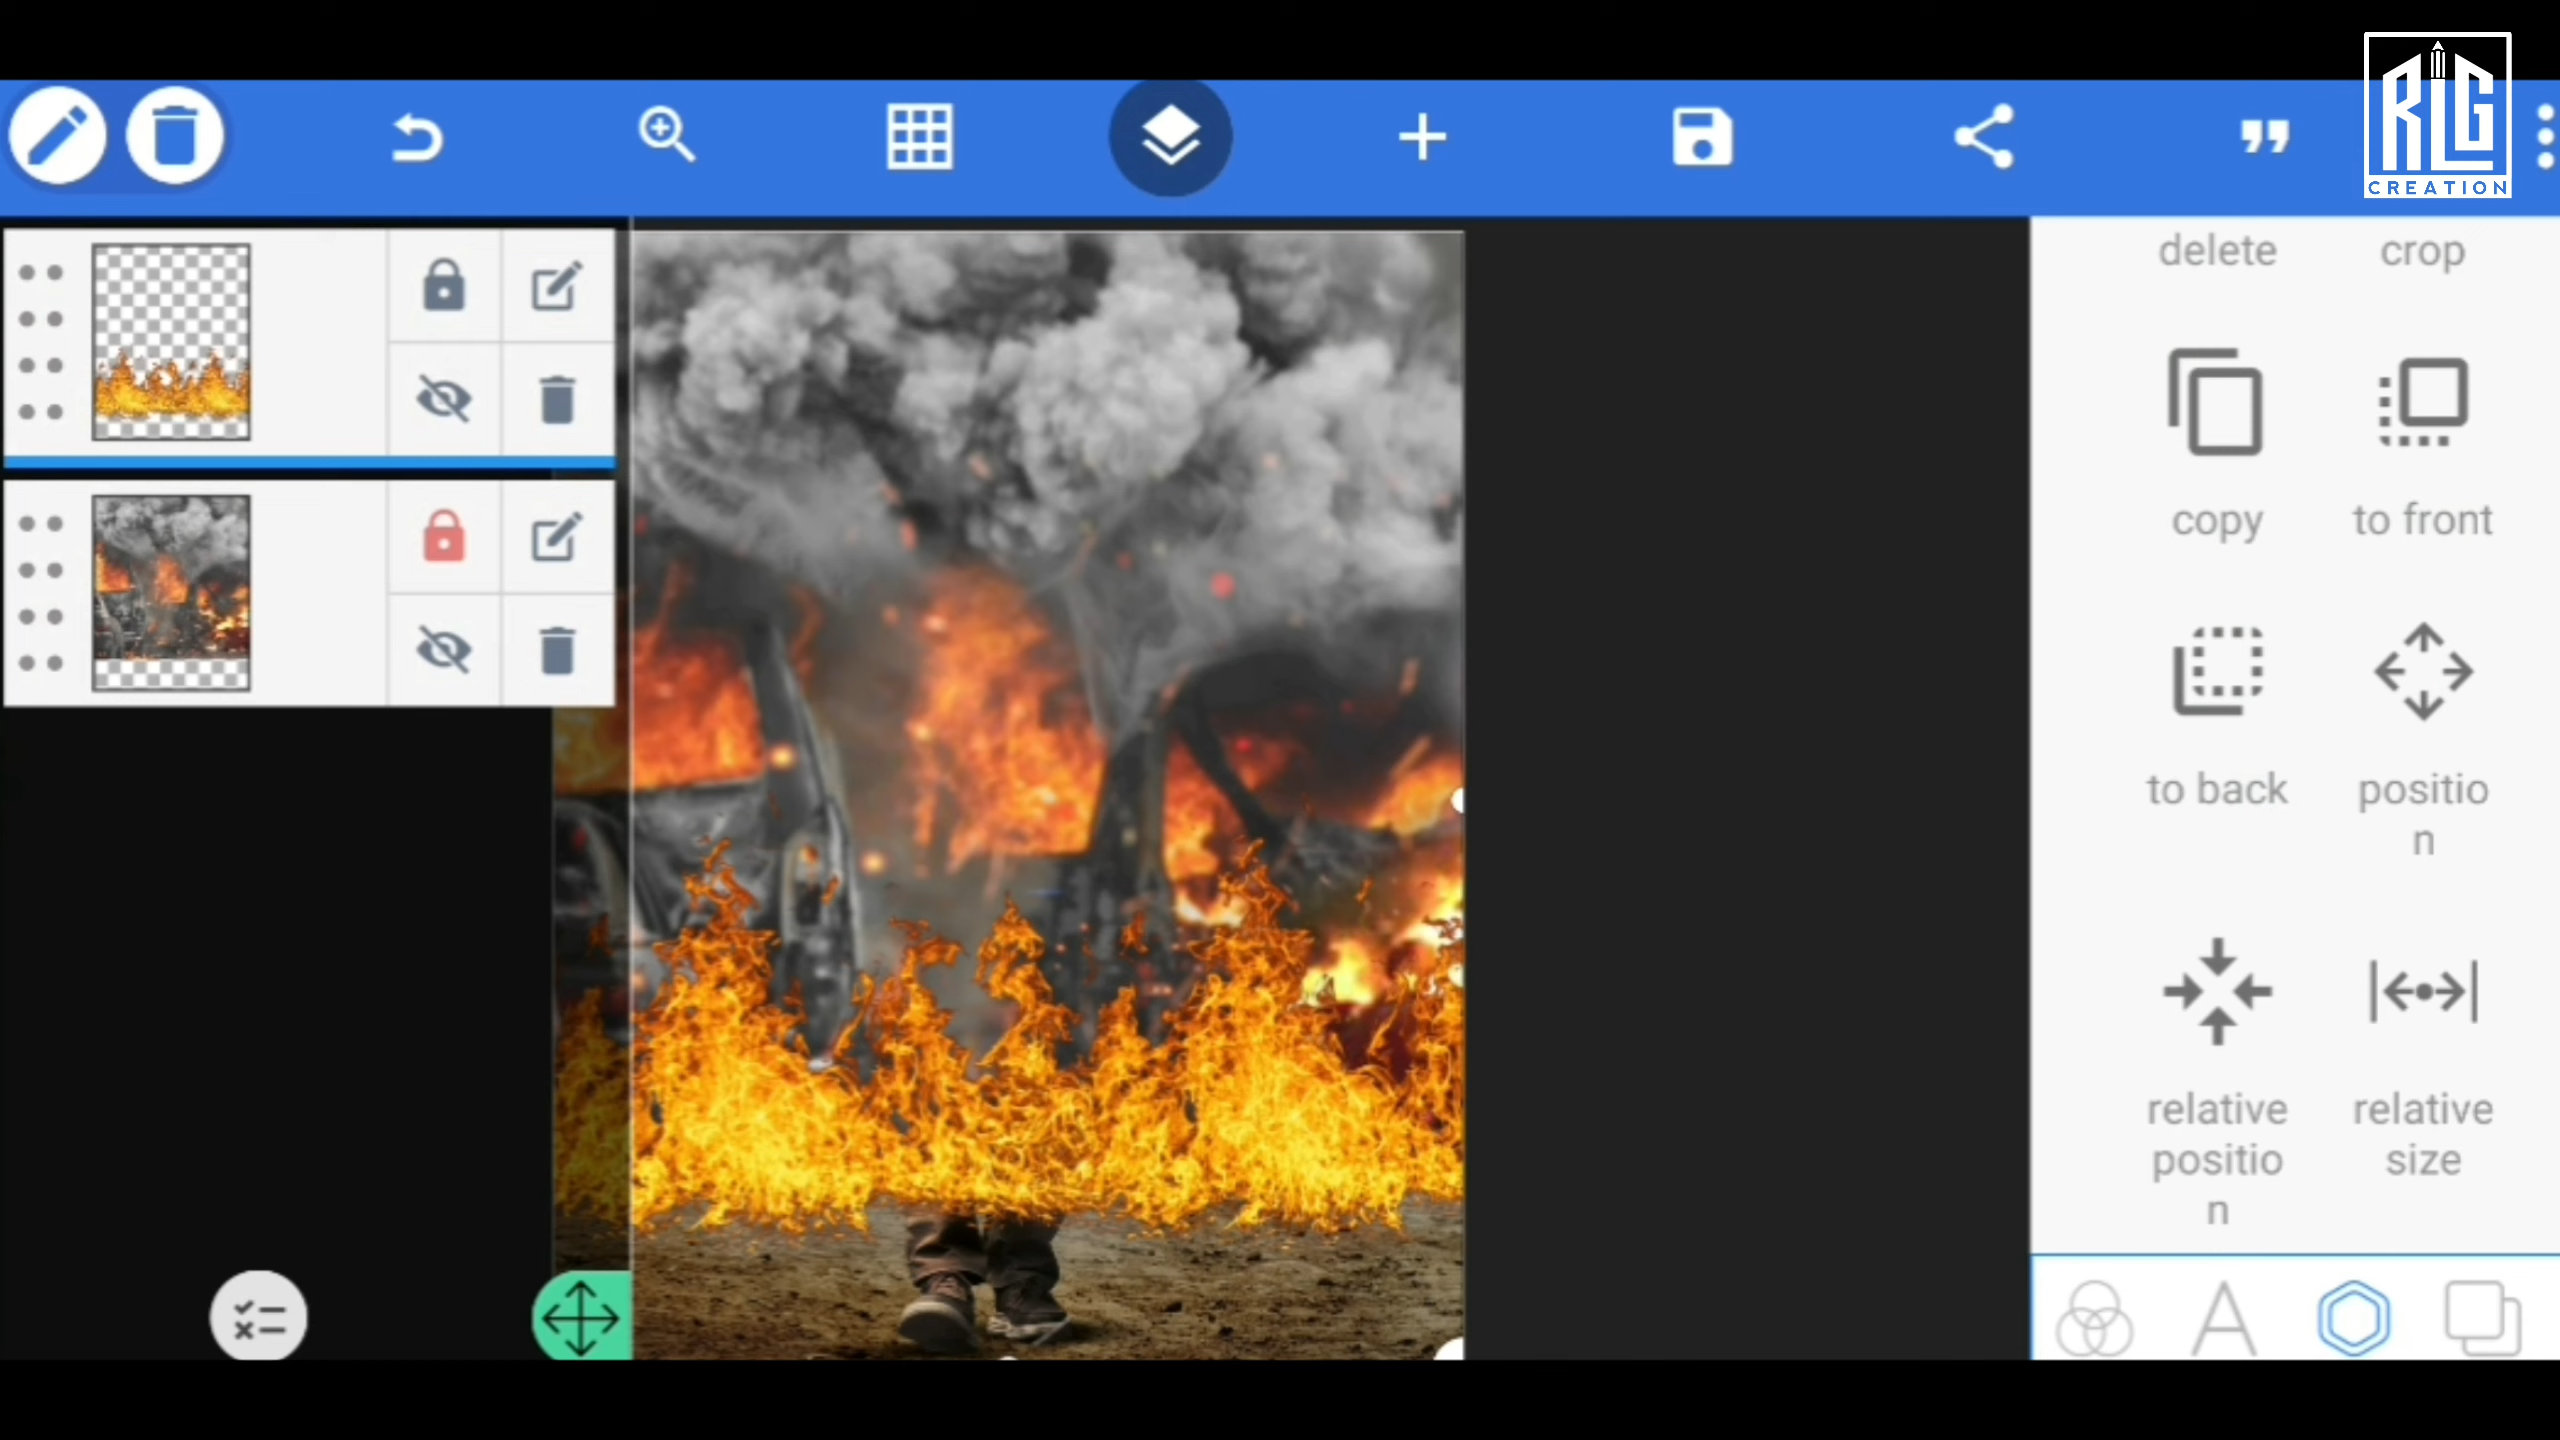 RLG
CREATION
delete
crop
copy
to front
to back
positio
n
relative
positio
n
relative
size